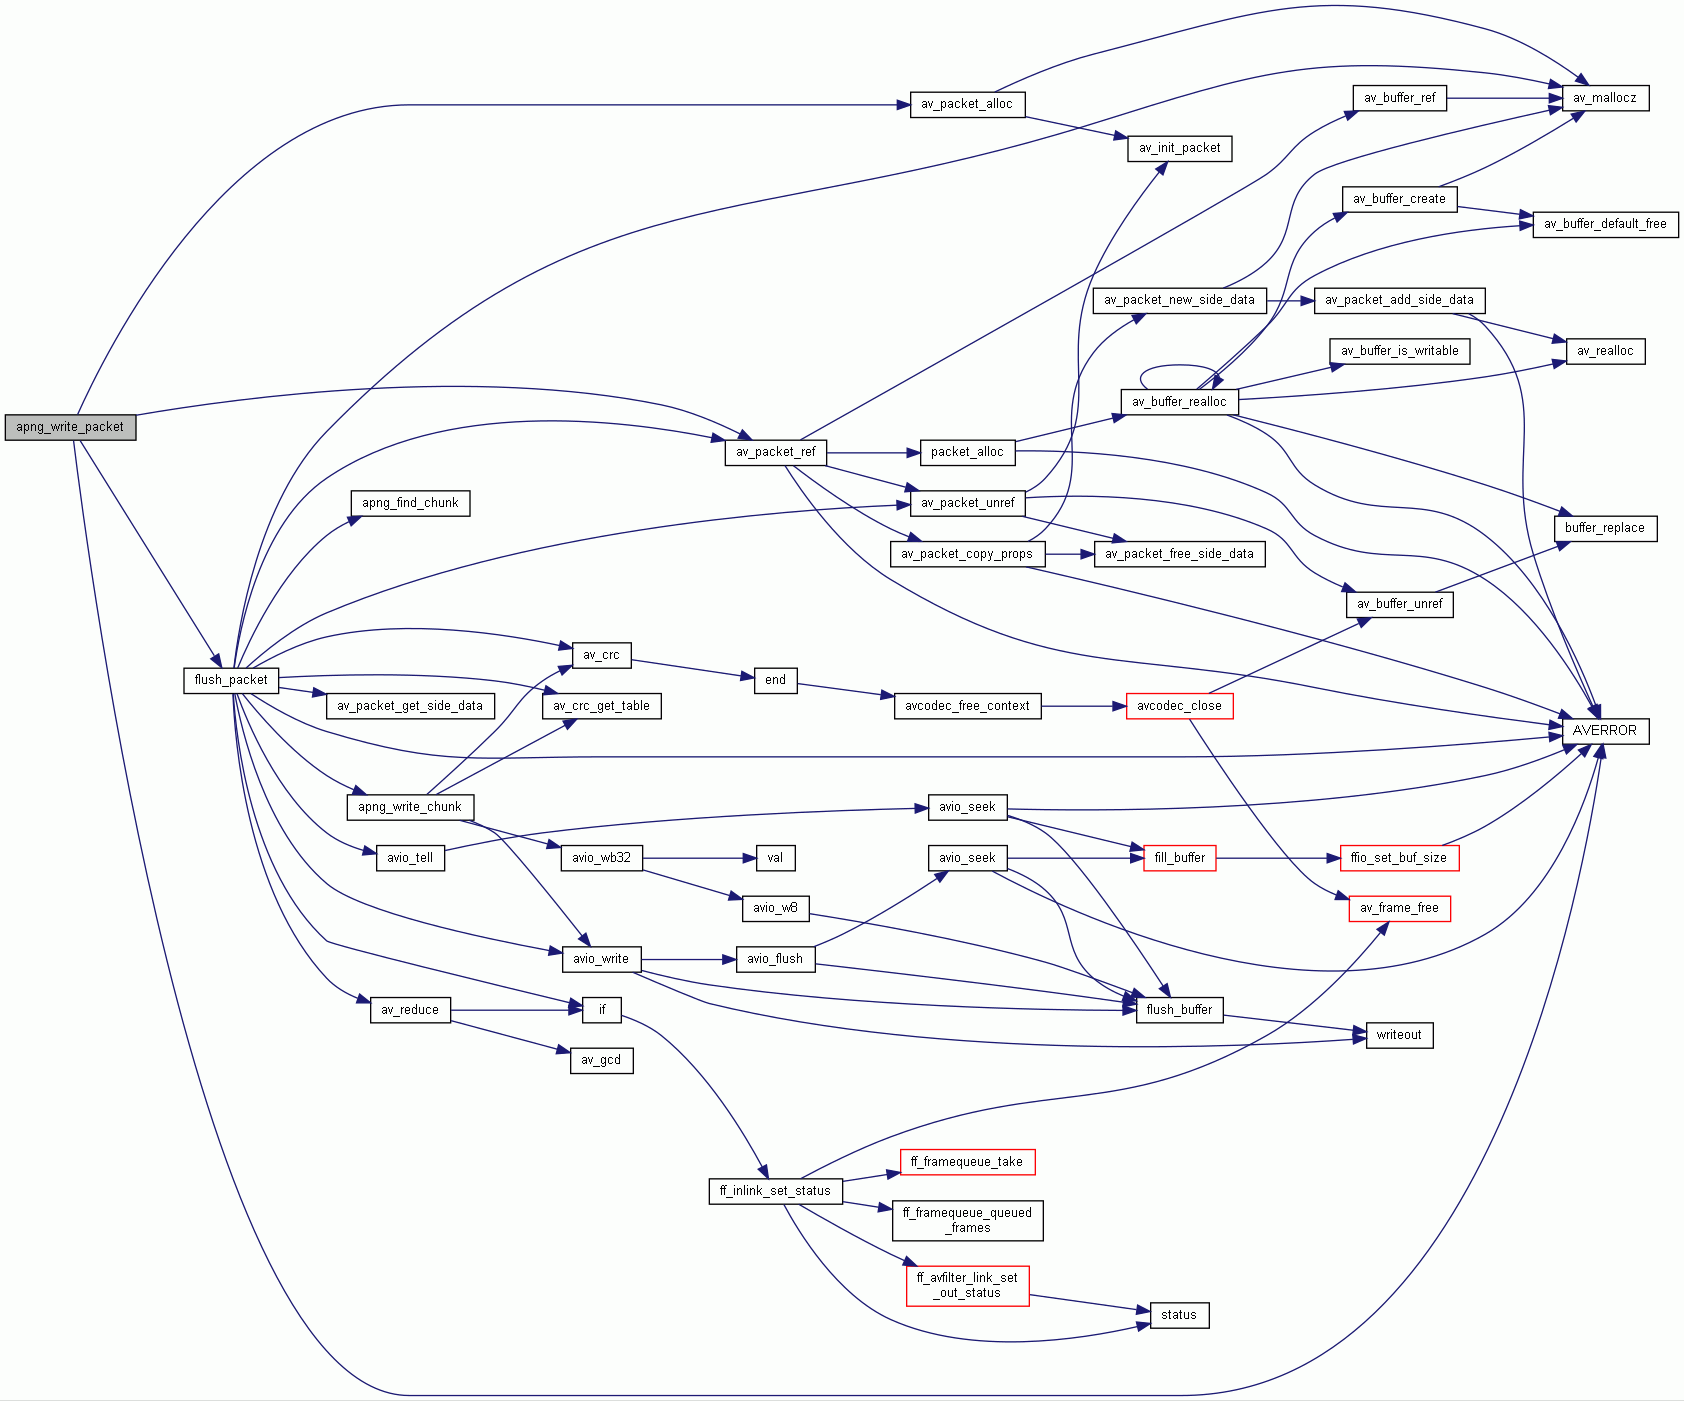 av_packet_alloc
av_buffer_ref
av_mallocz
av_init_packet
av_buffer_create
av_buffer_default_free
av_packet_new_side_data
av_packet_add_side_data
av_buffer_is_writable
av_realloc
av_buffer_realloc
apng_write_packet
av_packet_ref
packet_alloc
apng_find_chunk
av_packet_unref
buffer_replace
av_packet_copy_props
av_packet_free_side_data
av_buffer_unref
av_crc
flush_packet
end
av_packet_get_side_data
av_crc_get_table
avcodec_free_context
avcodec_close
AVERROR
apng_write_chunk
avio_seek
avio_tell
avio_wb32
val
avio_seek
fill_buffer
ffio_set_buf_size
avio_w8
av_frame_free
avio_write
avio_flush
av_reduce
if
flush_buffer
writeout
av_gcd
ff_framequeue_take
ff_inlink_set_status
ff_framequeue_queued
_frames
ff_avfilter_link_set
_out_status
status